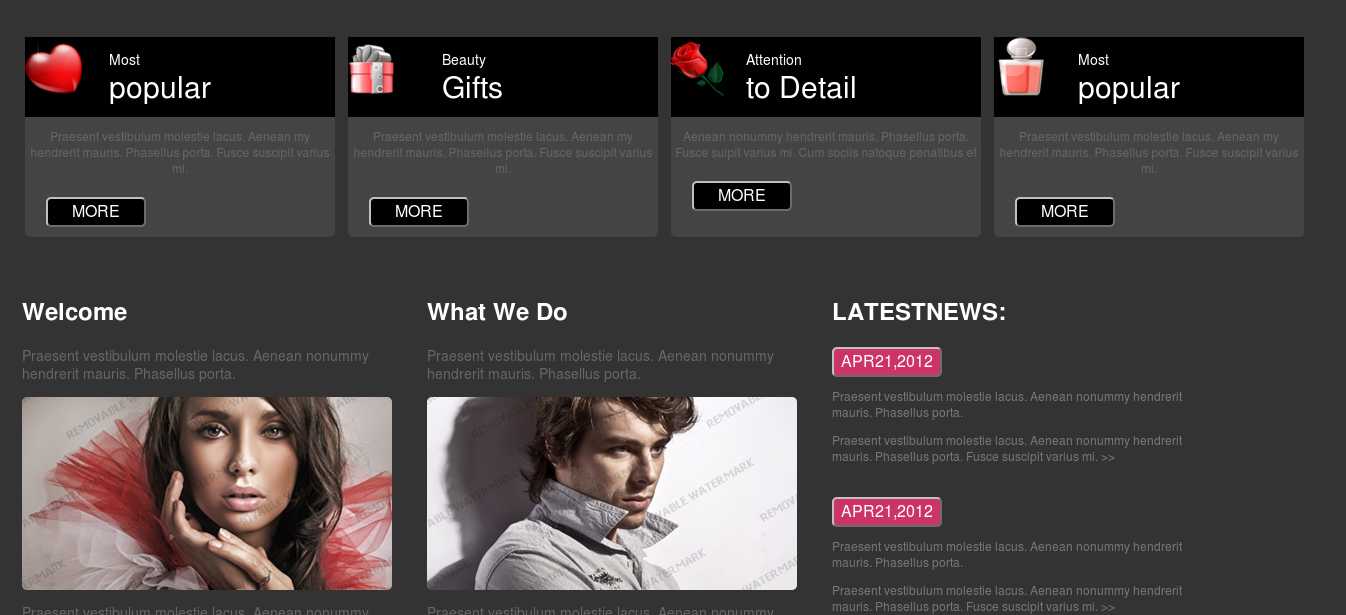 Most
popular
Praesent vestibulum molestie lacus. Aenean my
hendrerit mauris. Phasellus porta. Fusce suscipit varius
mi.
MORE
Beauty
Gifts
Praesent vestibulum molestie lacus. Aenean my
hendrerit mauris. Phasellus porta. Fusce suscipit varius
mi.
MORE
Attention
to Detail
Aenean nonummy hendrerit mauris. Phasellus porta.
Fusce suipit varius mi. Cum sociis natoque penatibus et
MORE
Most
popular
Praesent vestibulum molestie lacus. Aenean my
hendrerit mauris. Phasellus porta. Fusce suscipit varius
mi.
MORE
Welcome
Praesent vestibulum molestie lacus. Aenean nonummy
hendrerit mauris. Phasellus porta.
REMOVABLE WATERMARK
Praesent vestibulum molestie lacus. Aenean nonummy
What We Do
Praesent vestibulum molestie lacus. Aenean nonummy
hendrerit mauris. Phasellus porta.
REMOVABLE WATERMARK
Praesent vestibulum molestie lacus. Aenean nonummy
LATESTNEWS:
APR21,2012
Praesent vestibulum molestie lacus. Aenean nonummy hendrerit
mauris. Phasellus porta.
Praesent vestibulum molestie lacus. Aenean nonummy hendrerit
mauris. Phasellus porta. Fusce suscipit varius mi. >>
APR21,2012
Praesent vestibulum molestie lacus. Aenean nonummy hendrerit
mauris. Phasellus porta.
Praesent vestibulum molestie lacus. Aenean nonummy hendrerit
mauris. Phasellus porta. Fusce suscipit varius mi. >>